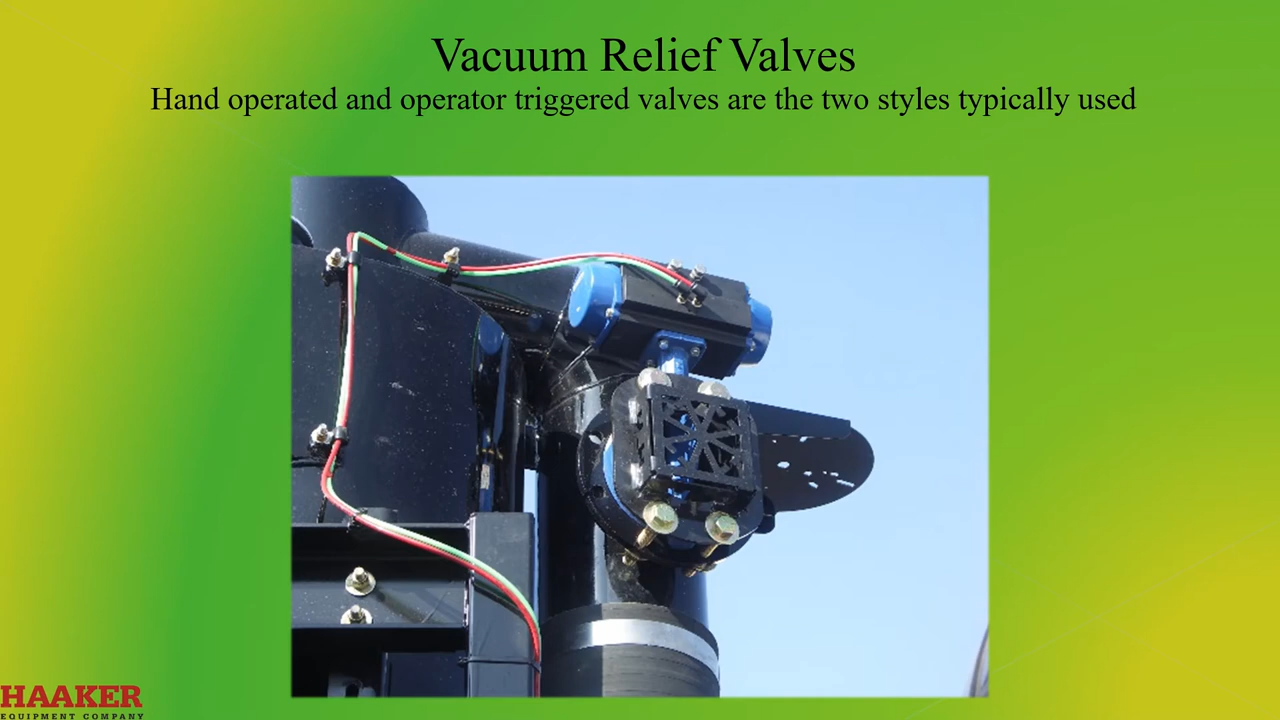 Vacuum Relief Valves
Hand operated and operator triggered valves are the two styles typically used
HAAKER
EQUIPMENT COMPANY